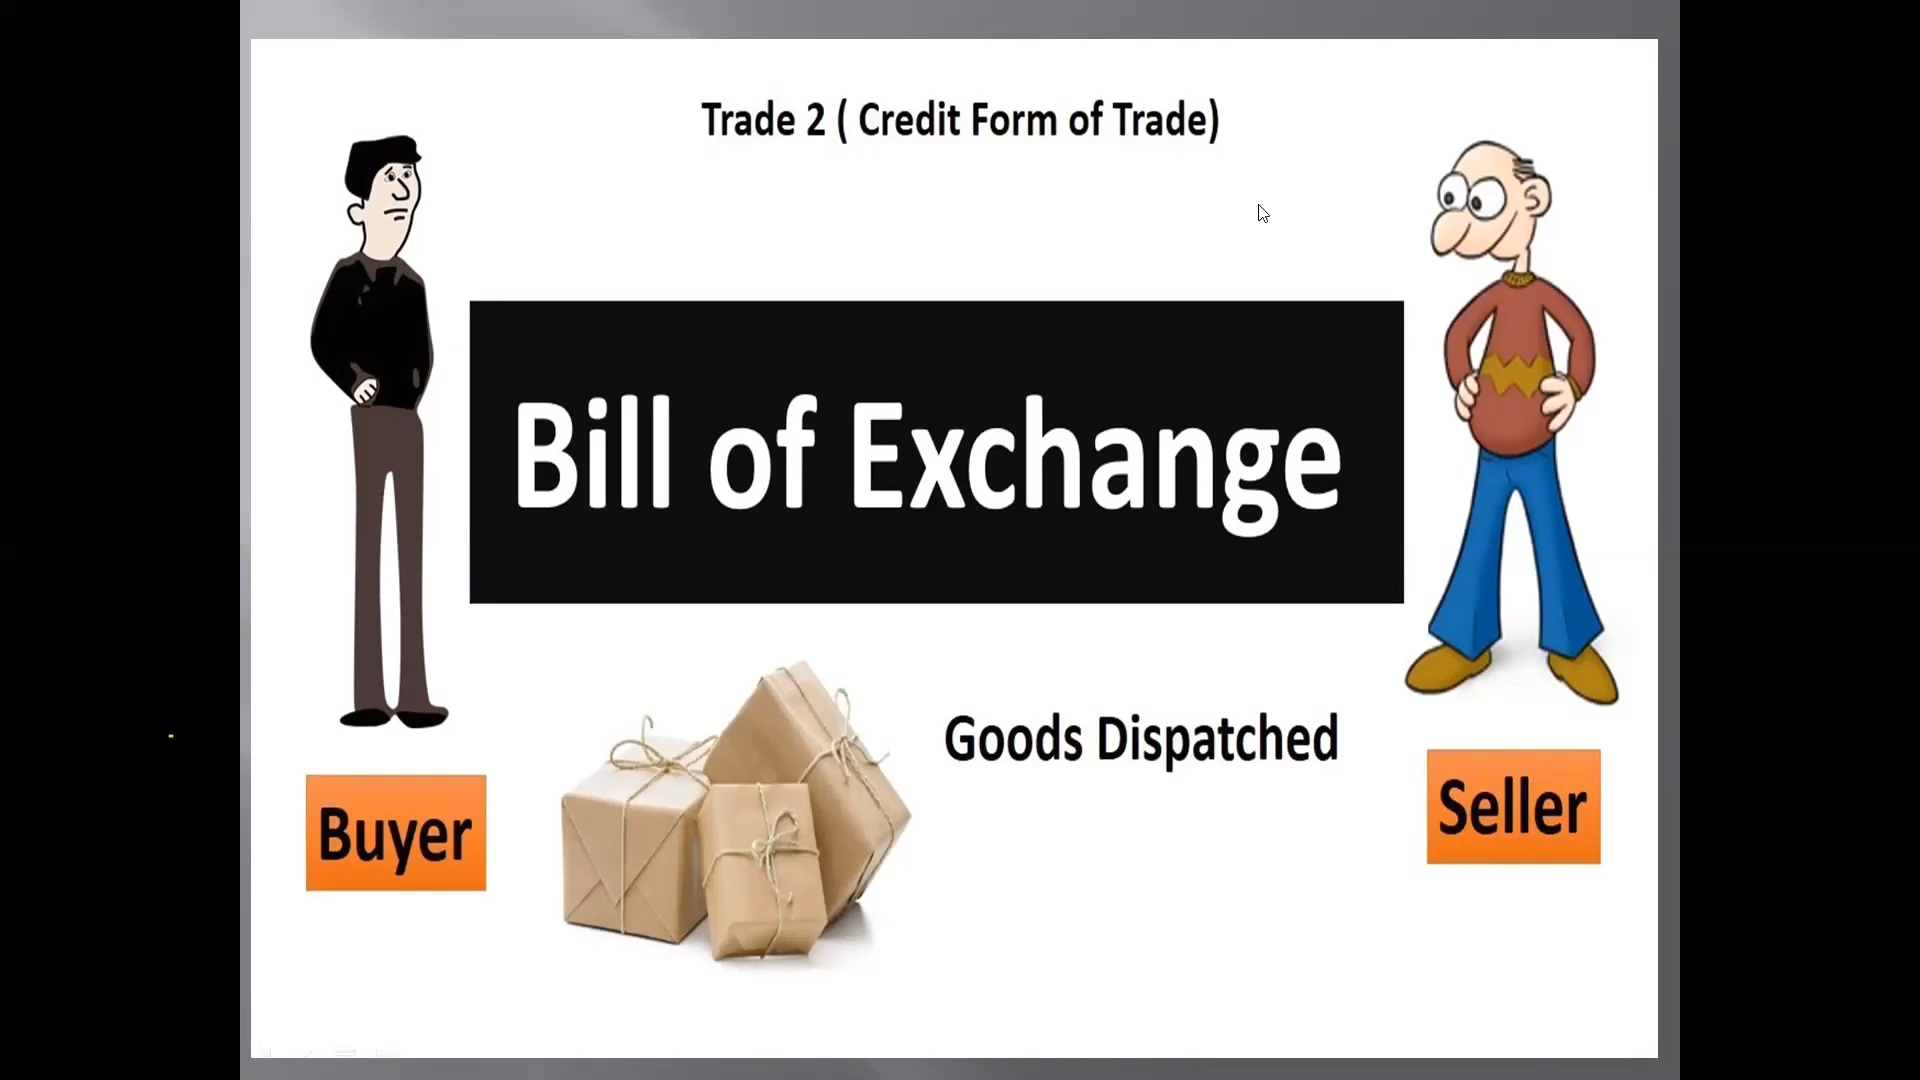 Trade 2 ( Credit Form of Trade)
Bill of Exchange
Goods Dispatched
Buyer
Seller